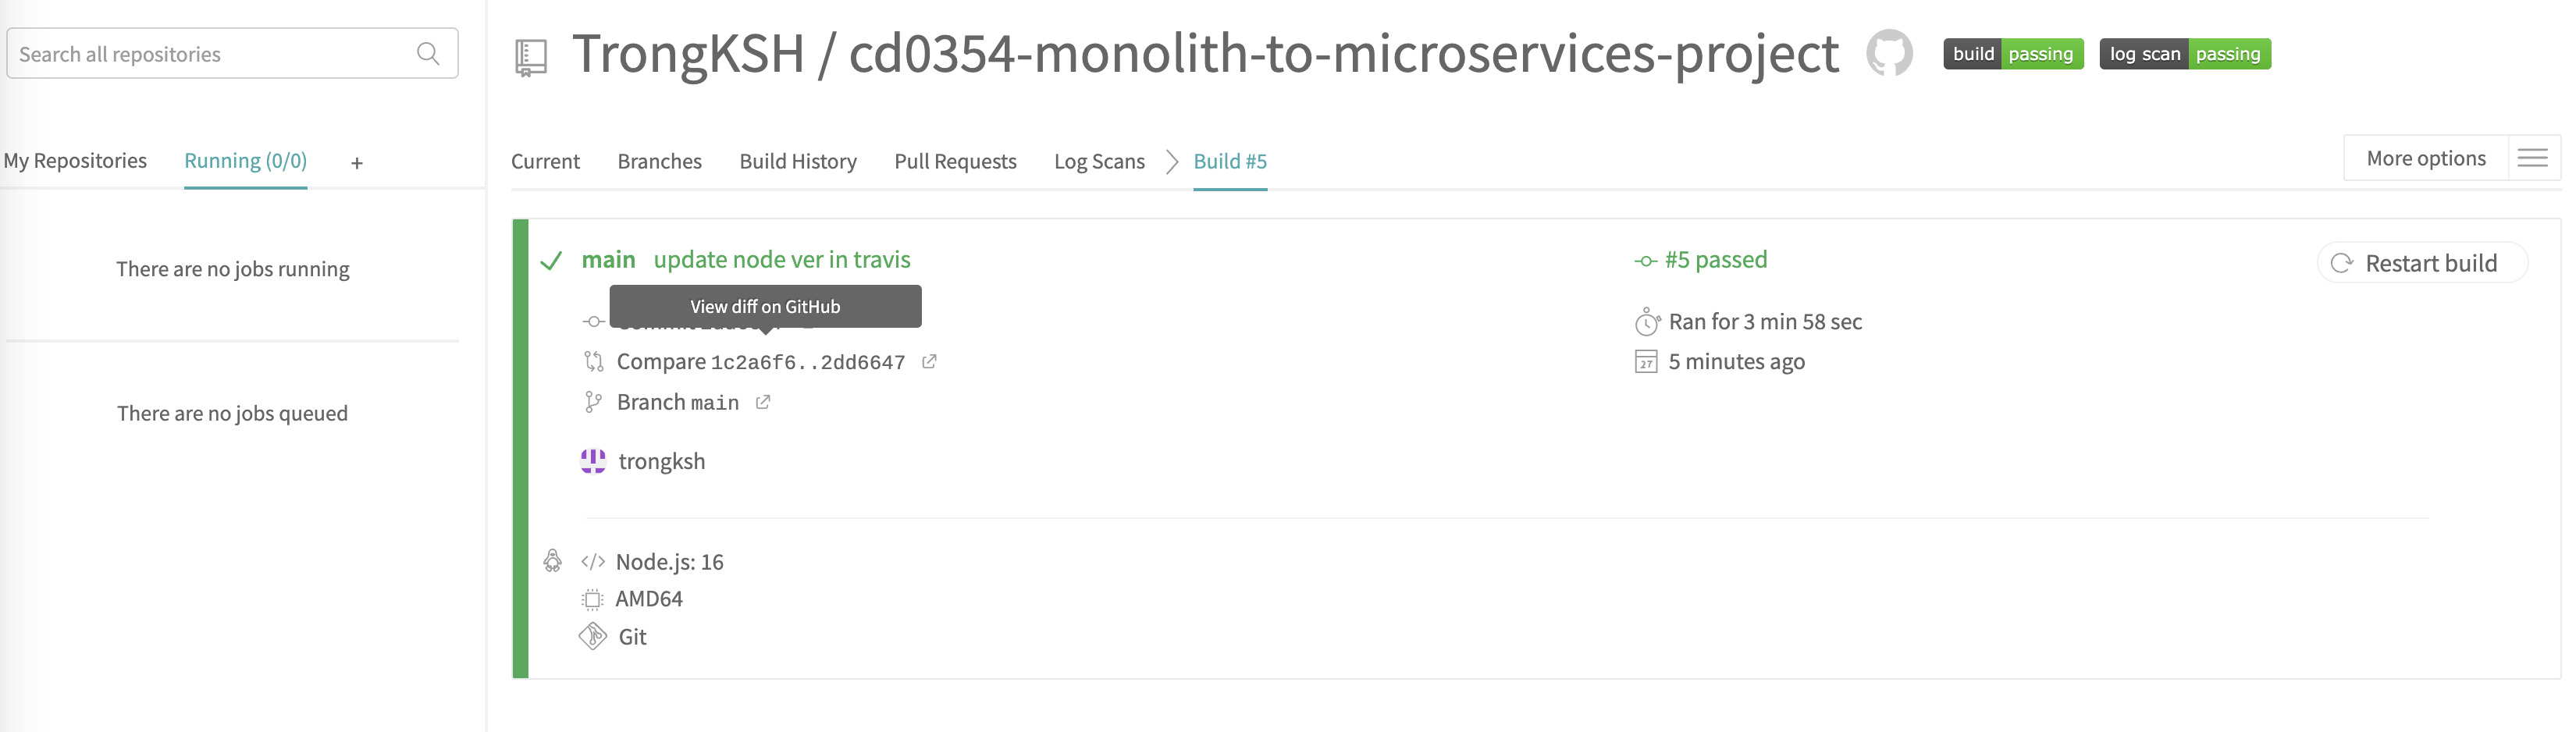 Search all repositories
TrongKSH / cd0354-monolith-to-microservices-project
build passing
log scan passing
My Repositories
Running (0/0)
+
Current
Branches
Build History
Pull Requests
Log Scans
Build #5
More options
There are no jobs running
There are no jobs queued
main update node ver in travis
View diff on GitHub
Compare 1c2a6f6..2dd6647
Branch main
trongksh
#5 passed
Ran for 3 min 58 sec
27
5 minutes ago
Restart build
Node.js: 16
AMD64
Git